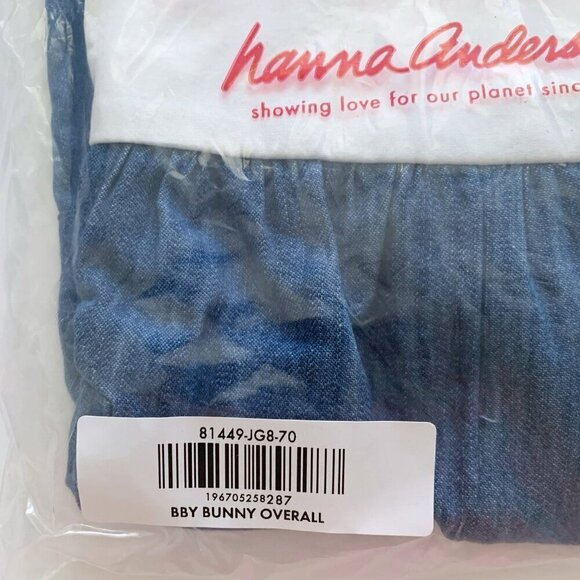 hanna Anders
showing love for our planet sinc
81449-JG8-70
196705258287
BBY BUNNY OVERALL